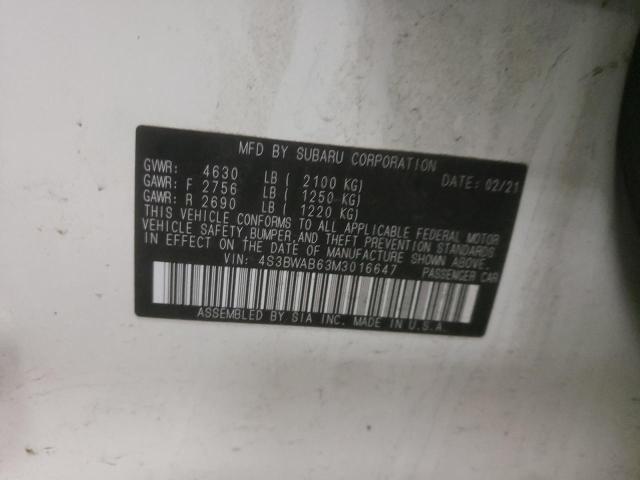 MFD BY SUBARU CORPORATION DATE: 02/21
GVWR: 4630 LB ( 2100 KG)
GAWR: F 2756 LB ( 1250 KG)
GAWR: R 2690 LB ( 1220 KG)
THIS VEHICLE CONFORMS TO ALL APPLICABLE FEDERAL MOTOR
VEHICLE SAFETY, BUMPER, AND THEFT PREVENTION STANDARDS
IN EFFECT ON THE DATE OF MANUFACTURE SHOWN ABOVE.
VIN: 4S3BWAB63M3016647 PASSENGER CAR
ASSEMBLED BY SIA INC. MADE IN U.S.A.